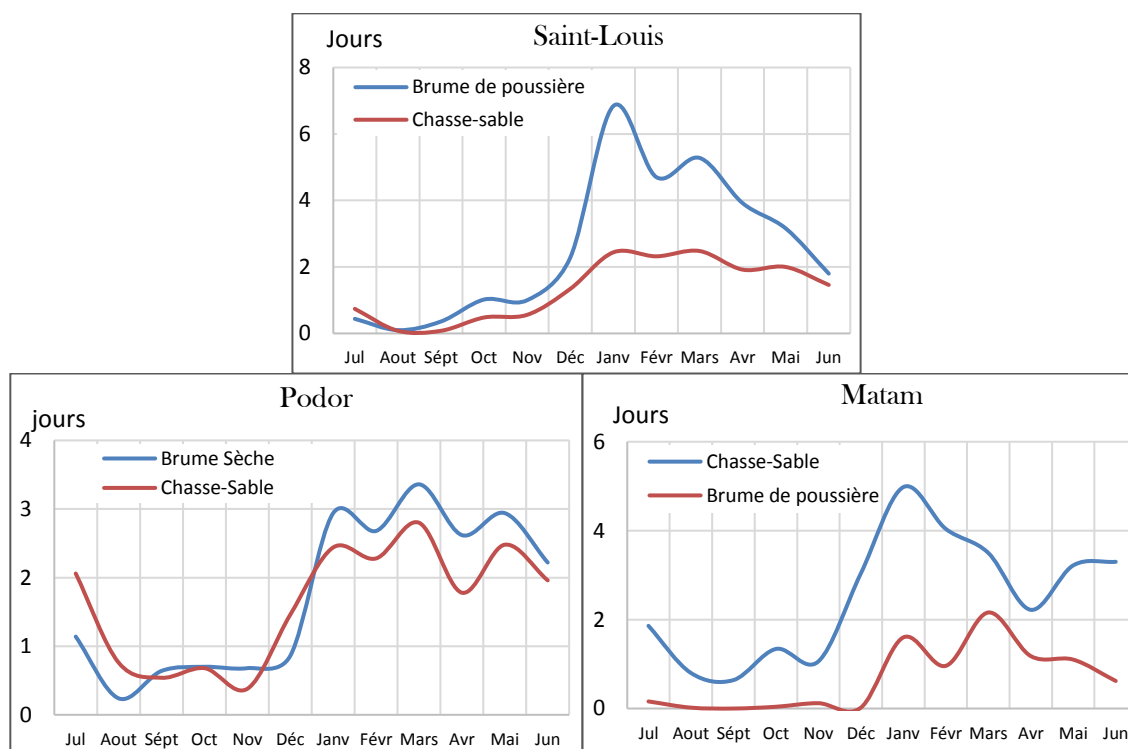 Jours
Saint-Louis
8
Brume de poussière
Chasse-sable
6
4
2
0
Jul Aout Sépt Oct Nov Déc Janv Févr Mars Avr Mai Jun
Podor
jours
4
Brume Sèche
Chasse-Sable
3
2
1
0
Jul Aout Sépt Oct Nov Déc Janv Févr Mars Avr Mai Jun
Matam
Jours
6
Chasse-Sable
Brume de poussière
4
2
0
Jul Aout Sept Oct Nov Déc Janv Févr Mars Avr Mai Jun